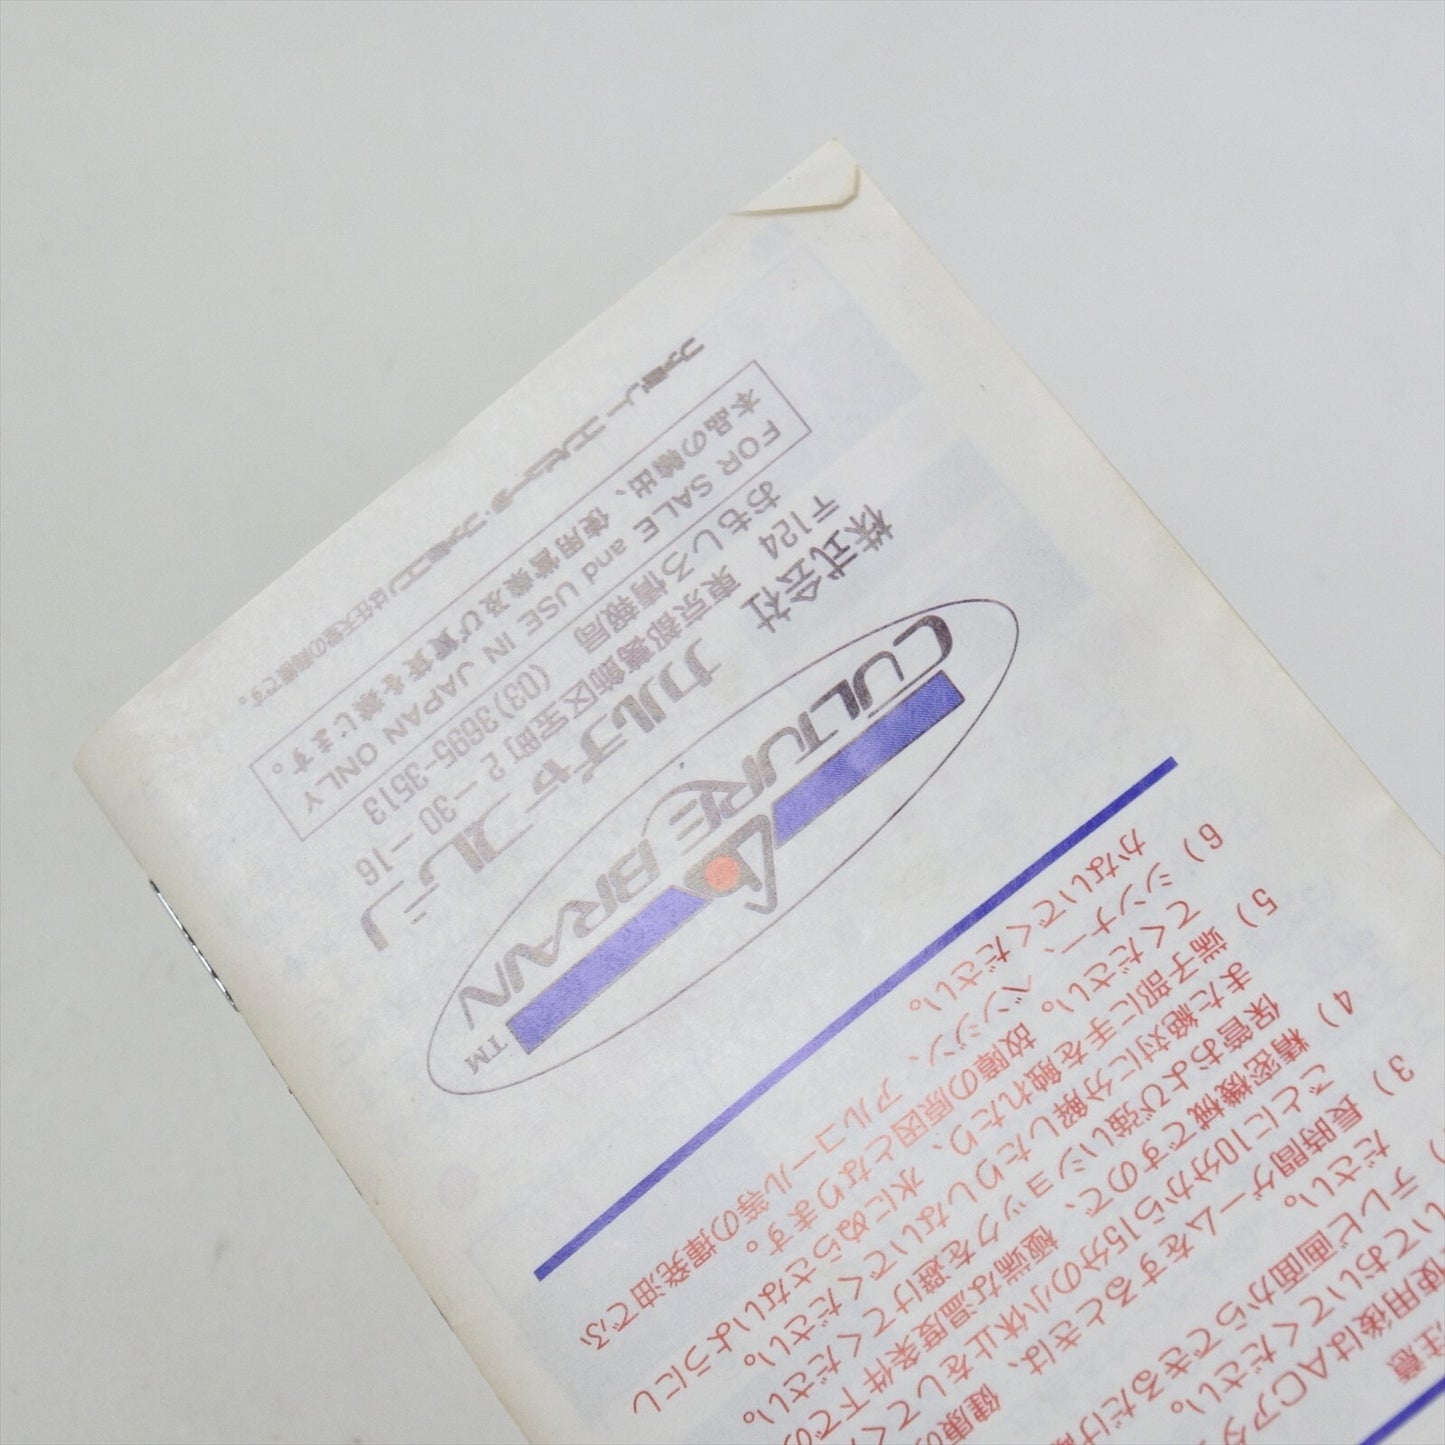 注意
使用後はACアダ
いておいてください。
テレビ画面からできるだけ
ださい。
3) 長時間ゲームをするときは、健康の
ごとに10分から15分の小休止をしてく
4) 精密機械ですので、極端な温度条件下での
保管および強いショックを避けてください。
また絶対に分解したりしないでください。
5) 端子部に手を触れたり、水にぬらさないようにし
てください。故障の原因となります。
6) シンナー、ベンジン、アルコール等の揮発油でふ
かないでください。
CULTURE BRAIN TM
株式会社 カルチャーブレーン
〒124 東京都葛飾区宝町2−30−16
おもしろ情報局 (03)3695-3513
FOR SALE and USE IN JAPAN ONLY
本品の輸出、使用営業及び賃貸を禁じます。
ファミリーコンピュータ・ファミコンは任天堂の商標です。